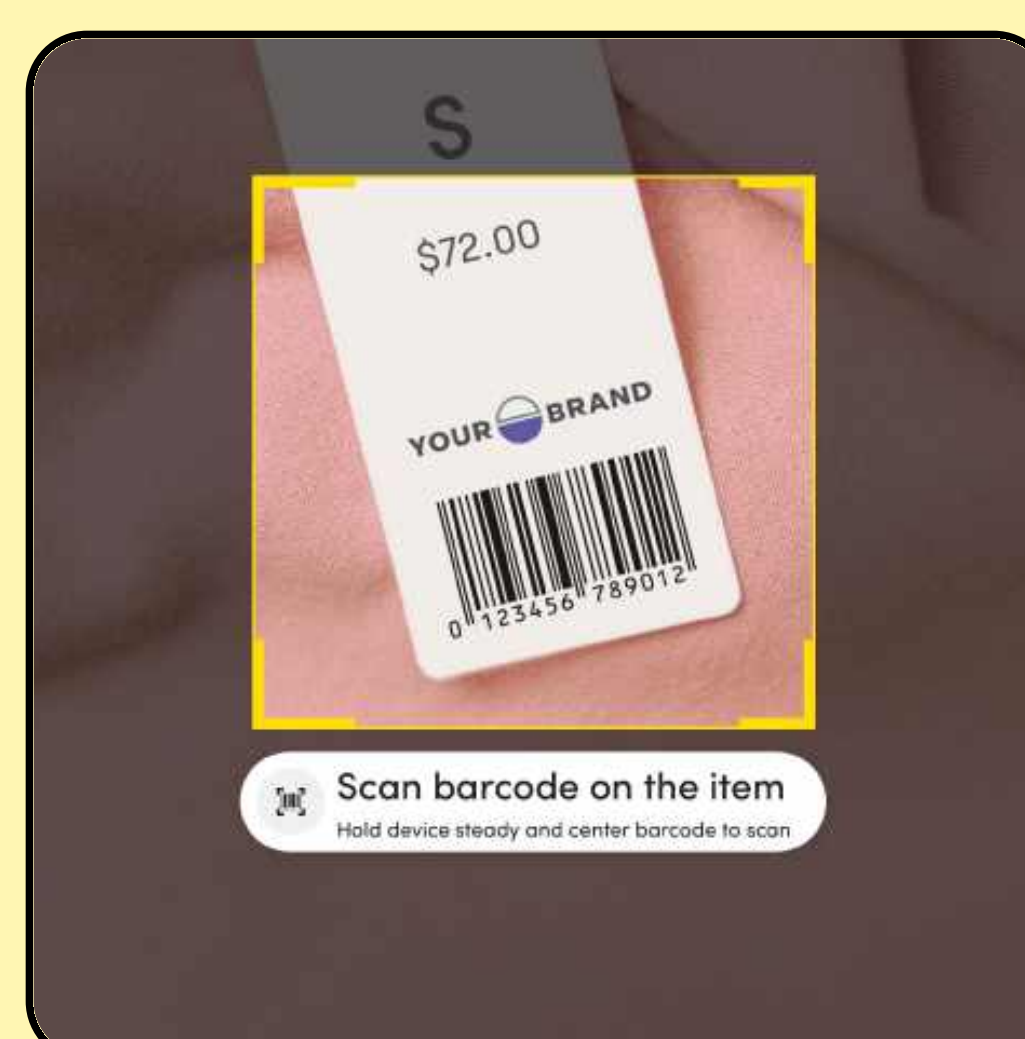 S
$72.00
YOUR BRAND
0 123456 789012
Scan barcode on the item
Hold device steady and center barcode to scan